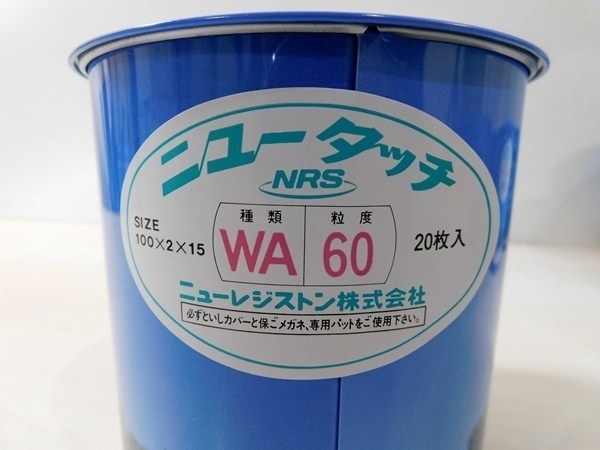 ニュータッチ
NRS
SIZE
100×2×15
種類
WA
粒度
60
20枚入
ニューレジストン株式会社
必ずといしカバーと保ごメガネ、専用パットをご使用下さい。